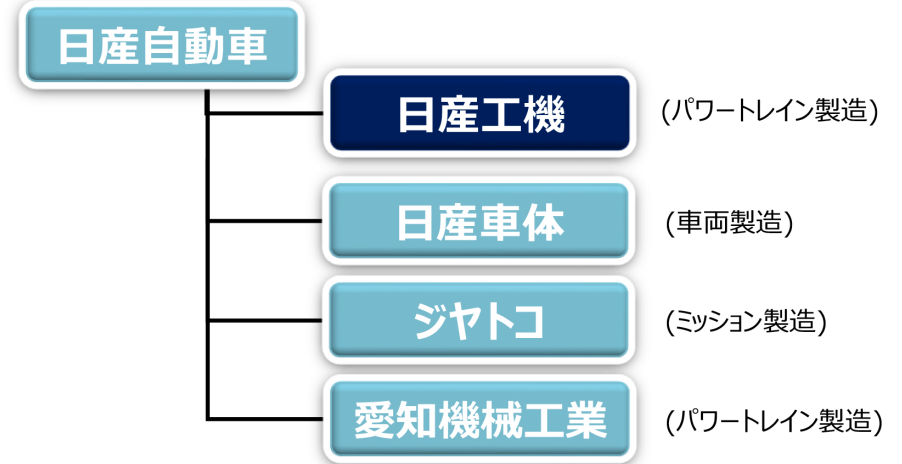 日産自動車
日産工機
(パワートレイン製造)
日産車体
(車両製造)
ジヤトコ
(ミッション製造)
愛知機械工業
(パワートレイン製造)